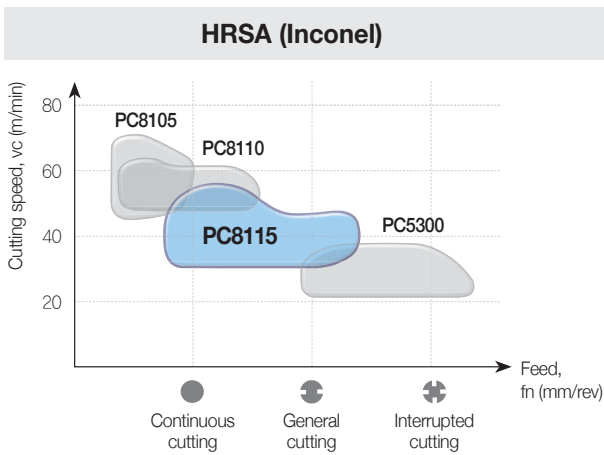 HRSA (Inconel)
Cutting speed, vc (m/min)
80
60
40
20
PC8105
PC8110
PC8115
PC5300
Feed,
fn (mm/rev)
Continuous
cutting
General
cutting
Interrupted
cutting